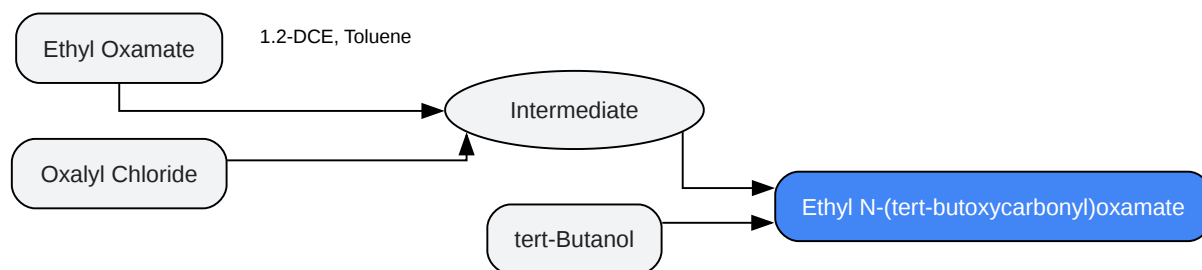 Ethyl Oxamate
1.2-DCE, Toluene
Intermediate
Oxalyl Chloride
Ethyl N-(tert-butoxycarbonyl)oxamate
tert-Butanol